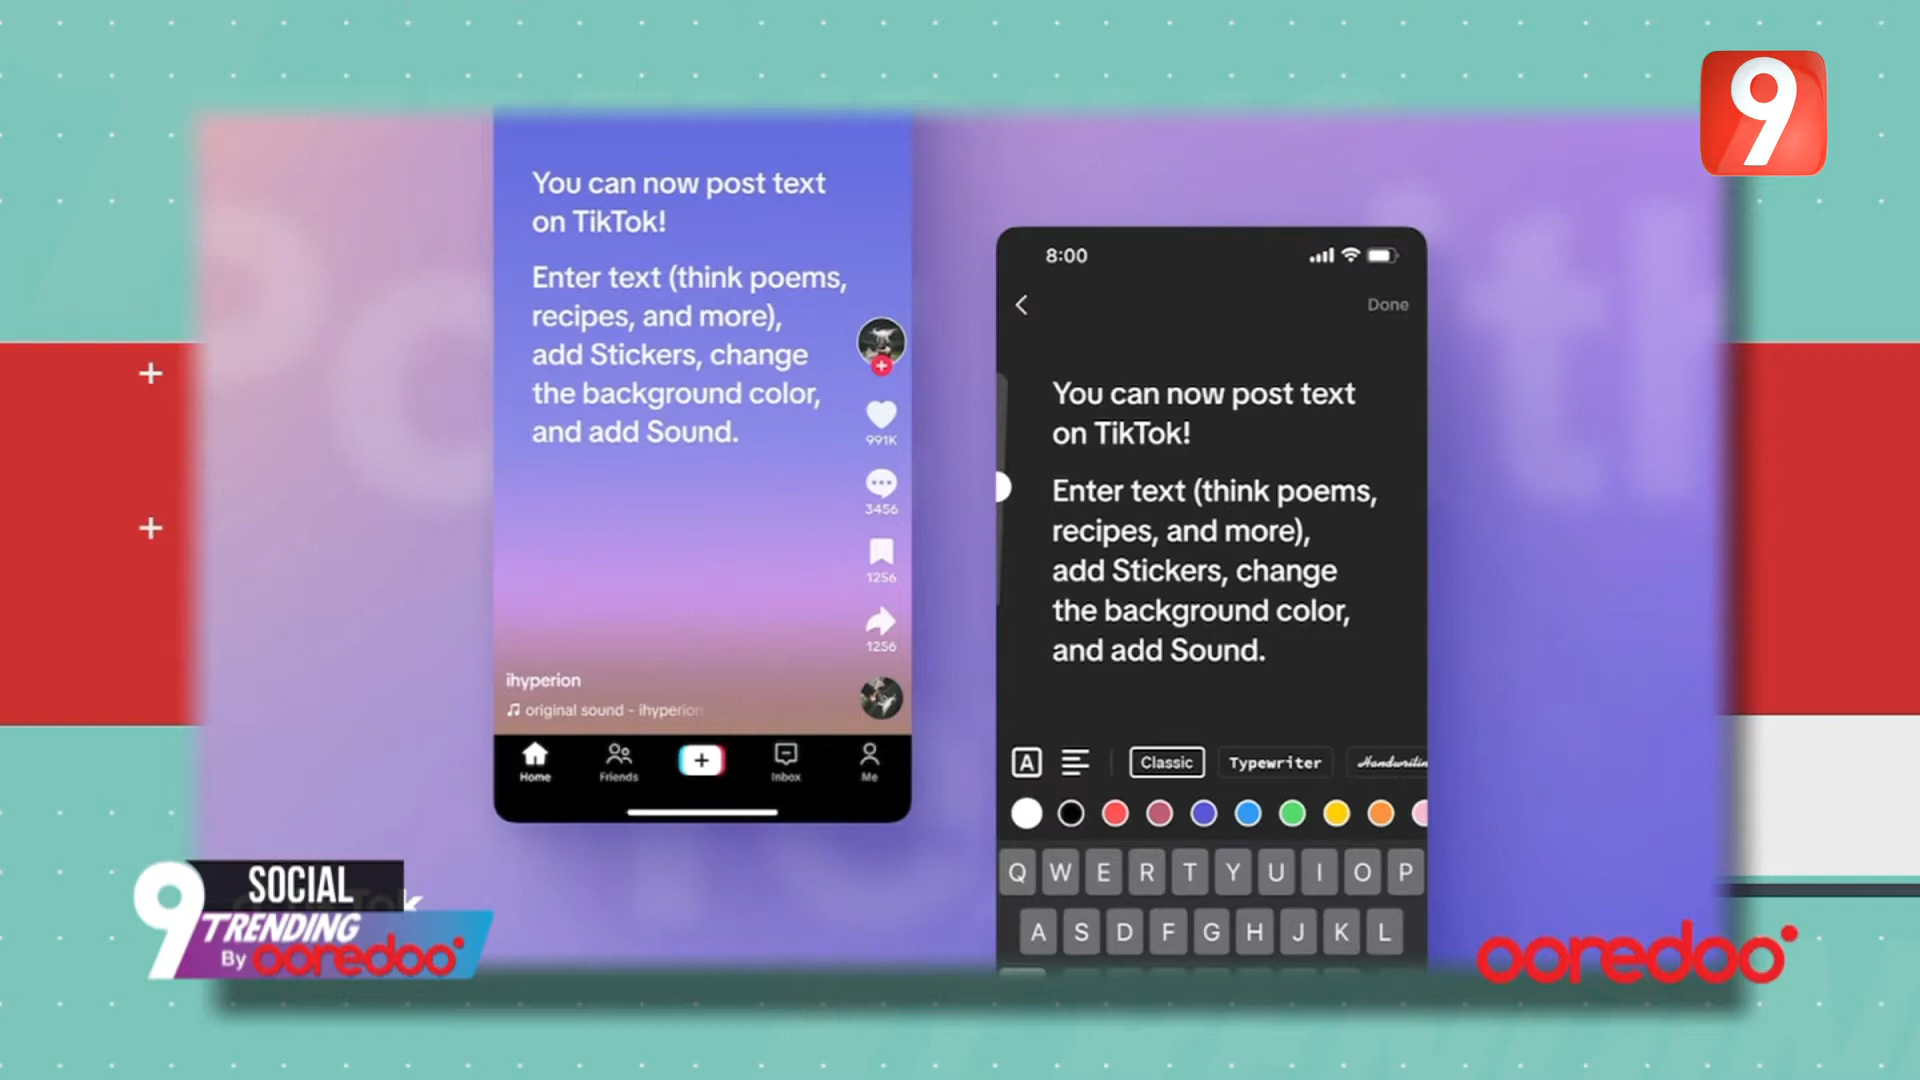 9
You can now post text
on TikTok!
Enter text (think poems,
recipes, and more),
add Stickers, change
the background color,
and add Sound.
991K
3456
1256
1256
ihyperion
original sound - ihyperion
Home
Friends
Inbox
Me
8:00
Done
You can now post text
on TikTok!
Enter text (think poems,
recipes, and more),
add Stickers, change
the background color,
and add Sound.
A
Classic
Typewriter
Q W E R T Y U I O P
A S D F G H J K L
9 SOCIAL
TRENDING
By ooredoo
ooredoo